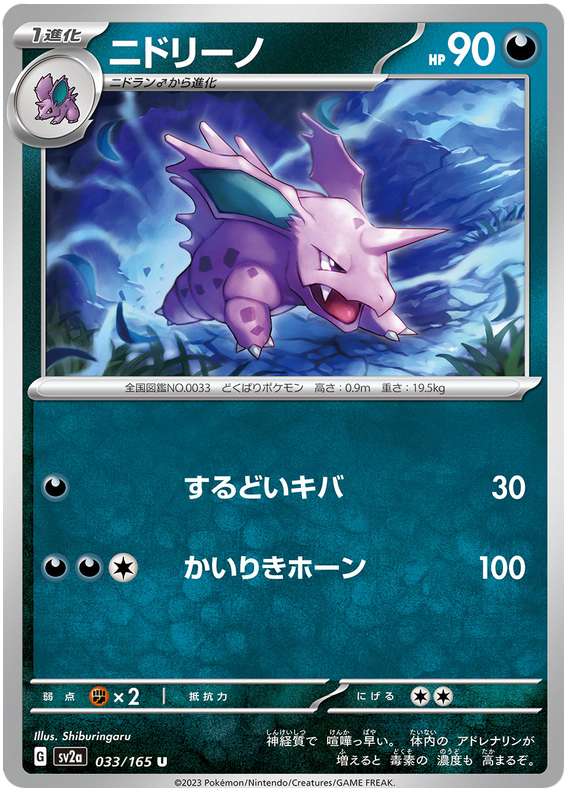 1進化
ニドリーノ
HP 90
ニドラン♂から進化
全国図鑑NO.0033 どくばりポケモン 高さ:0.9m 重さ:19.5kg
するどいキバ 30
かいりきホーン 100
弱点 ×2 抵抗力 にげる
Illus. Shiburingaru
神経質で 喧嘩っ早い。 体内の アドレナリンが
増えると 毒素の 濃度も 高まるぞ。
G sv2a 033/165 U
©2023 Pokémon/Nintendo/Creatures/GAME FREAK.